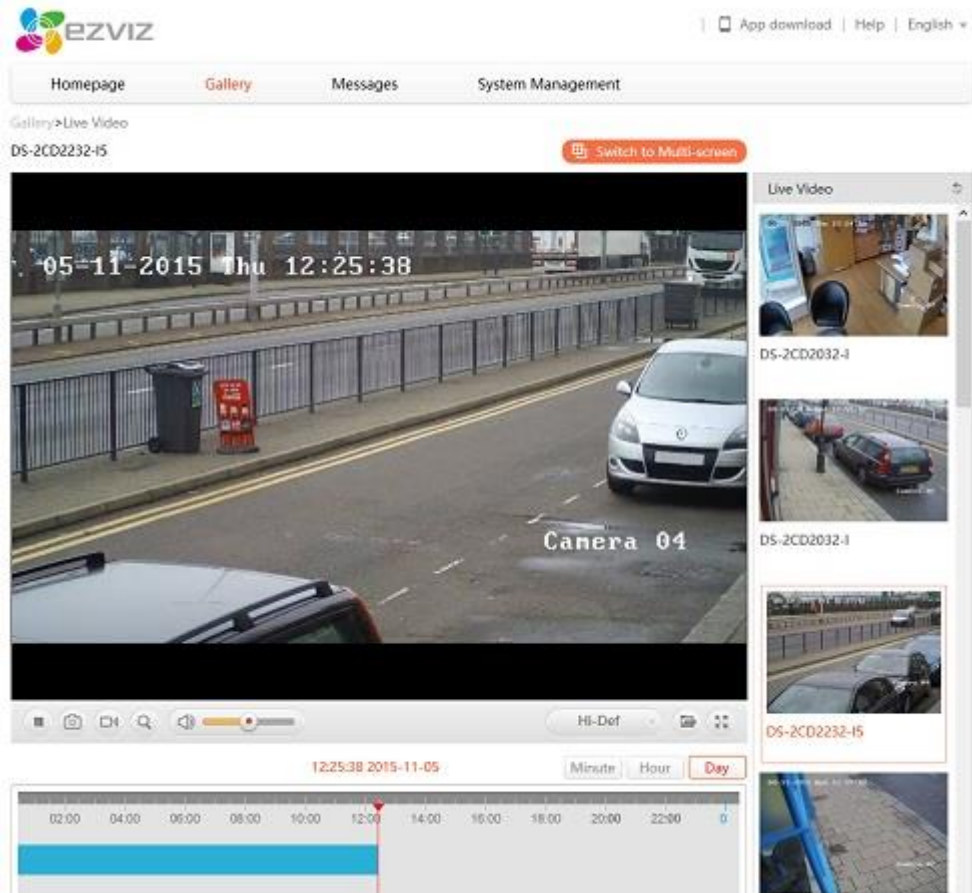 ezviz
| App download | Help | English
Homepage Gallery Messages System Management
Gallery>Live Video
DS-2CD2232-I5
Switch to Multi-screen
Live Video
05-11-2015 Thu 12:25:38
Camera 04
DS-2CD2032-I
DS-2CD2032-I
DS-2CD2232-I5
Hi-Def
12:25:38 2015-11-05
Minute Hour Day
02:00 04:00 06:00 08:00 10:00 12:00 14:00 16:00 18:00 20:00 22:00 0